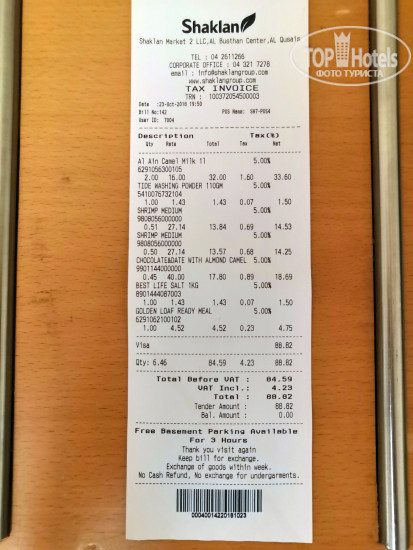 Shaklan
Shaklan Market 2 LLC,AL Busthan Center,AL Qusais
TOP Hotels
ФОТО ТУРИСТА
TEL : 04 2611266
CORPORATE OFFICE : 04 321 7278
email : info@shaklangroup.com
www.shaklangroup.com
TAX INVOICE
TRN : 100372054500003
Date :23-Oct-2018 19:50
Bill No:142 POS Name: SHT-POS4
User ID: T004
Description Tax(%)
Qty Rate Total Tax Net
Al Ain Camel Milk 1l 5.00%
6291056300105
2.00 16.00 32.00 1.60 33.60
TIDE WASHING POWDER 110GM 5.00%
5410076732104
1.00 1.43 1.43 0.07 1.50
SHRIMP MEDIUM 5.00%
9808056000000
0.51 27.14 13.84 0.69 14.53
SHRIMP MEDIUM 5.00%
9808056000000
0.50 27.14 13.57 0.68 14.25
CHOCOLATE&DATE WITH ALMOND CAMEL 5.00%
9901144000000
0.45 40.00 17.80 0.89 18.69
BEST LIFE SALT 1KG 5.00%
8901444087003
1.00 1.43 1.43 0.07 1.50
GOLDEN LOAF READY MEAL 5.00%
6291062100102
1.00 4.52 4.52 0.23 4.75
Visa 88.82
Qty: 6.46 84.59 4.23 88.82
Total Before VAT : 84.59
VAT Incl.: 4.23
Total : 88.82
Tender Amount : 88.82
Bal. Amount : 0.00
Free Basement Parking Available
For 3 Hours
Thank you visit again
Keep bill for exchange.
Exchange of goods within week.
No Cash Refund, No exchange for undergarments.
00040014220181023